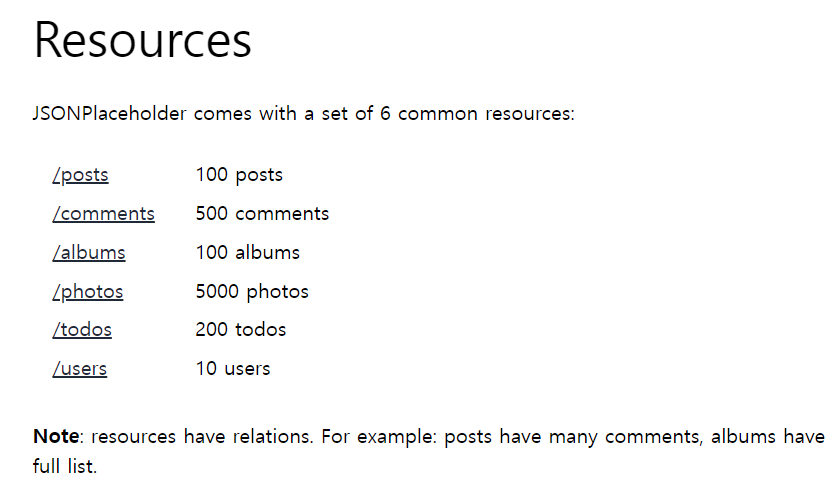 Resources
JSONPlaceholder comes with a set of 6 common resources:
/posts 100 posts
/comments 500 comments
/albums 100 albums
/photos 5000 photos
/todos 200 todos
/users 10 users
Note: resources have relations. For example: posts have many comments, albums have
full list.